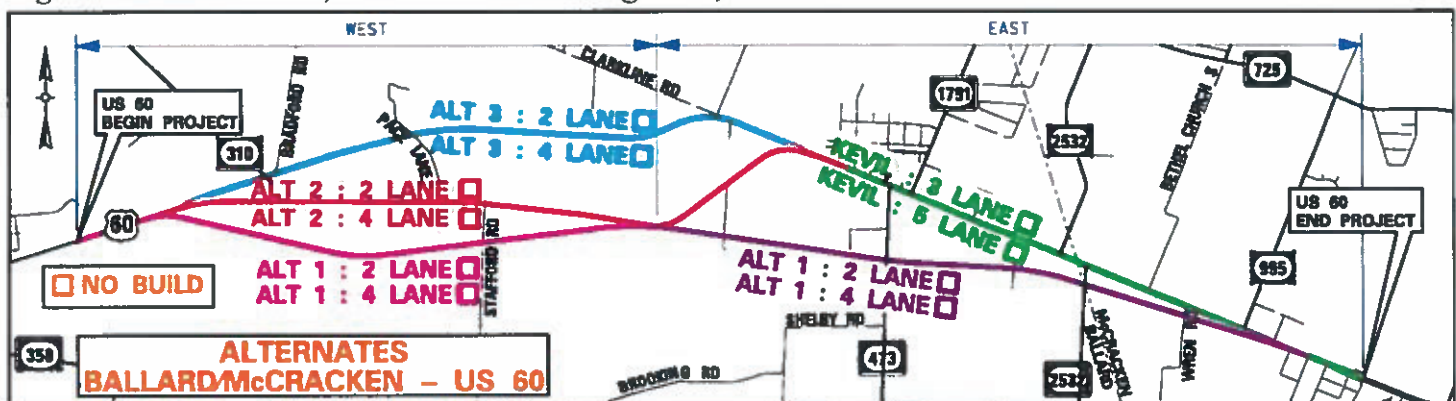 WEST
EAST
US 60
BEGIN PROJECT
310
BRADFORD RD
PACE LANE
CLARKLINE RD
ALT 3 : 2 LANE
ALT 3 : 4 LANE
1791
2532
BETHEL CHURCH
725
KEVIL : 3 LANE
KEVIL : 5 LANE
ALT 2 : 2 LANE
ALT 2 : 4 LANE
60
US 60
END PROJECT
STAFFORD RD
ALT 1 : 2 LANE
ALT 1 : 4 LANE
ALT 1 : 2 LANE
ALT 1 : 4 LANE
995
NO BUILD
SHELBY RD
McCRACKEN
BALLARD
WREN
358
ALTERNATES
BALLARD/McCRACKEN - US 60
BROOKING RD
473
2532